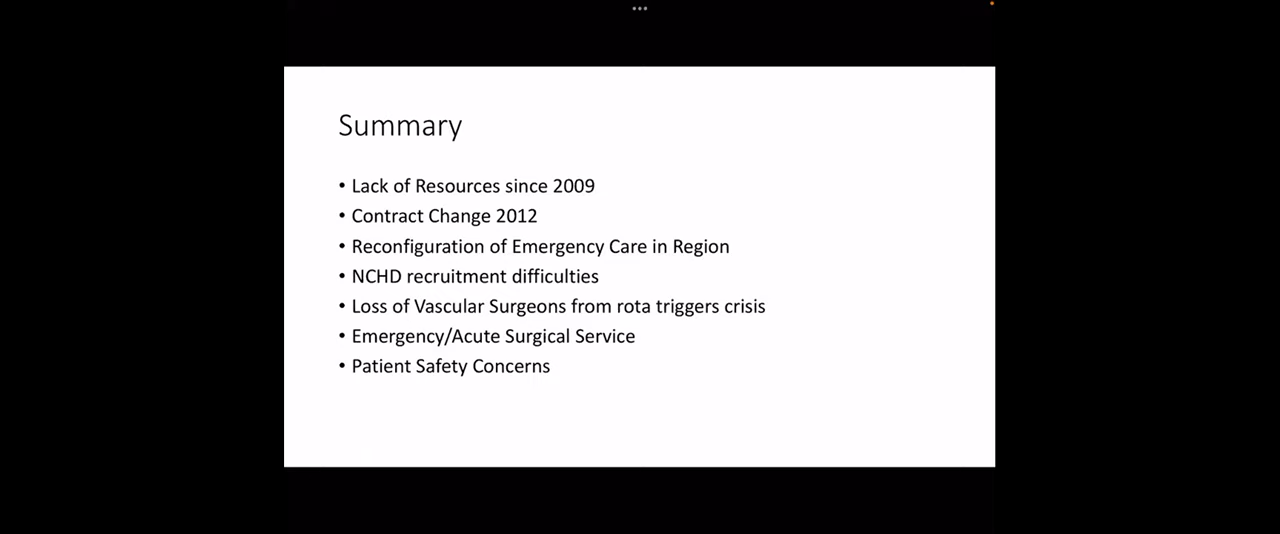 Summary
• Lack of Resources since 2009
• Contract Change 2012
• Reconfiguration of Emergency Care in Region
• NCHD recruitment difficulties
• Loss of Vascular Surgeons from rota triggers crisis
• Emergency/Acute Surgical Service
• Patient Safety Concerns